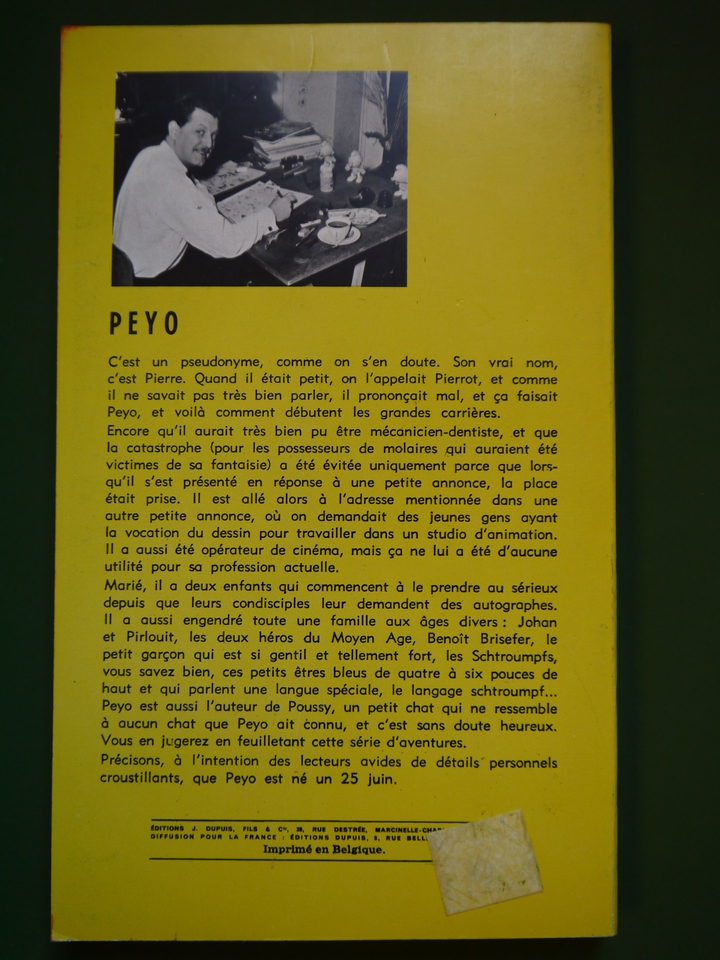 PEYO
C'est un pseudonyme, comme on s'en doute. Son vrai nom,
c'est Pierre. Quand il était petit, on l'appelait Pierrot, et comme
il ne savait pas très bien parler, il prononçait mal, et ça faisait
Peyo, et voilà comment débutent les grandes carrières.
Encore qu'il aurait très bien pu être mécanicien-dentiste, et que
la catastrophe (pour les possesseurs de molaires qui auraient été
victimes de sa fantaisie) a été évitée uniquement parce que lors-
qu'il s'est présenté en réponse à une petite annonce, la place
était prise. Il est allé alors à l'adresse mentionnée dans une
autre petite annonce, où on demandait des jeunes gens ayant
la vocation du dessin pour travailler dans un studio d'animation.
Il a aussi été opérateur de cinéma, mais ça ne lui a été d'aucune
utilité pour sa profession actuelle.
Marié, il a deux enfants qui commencent à le prendre au sérieux
depuis que leurs condisciples leur demandent des autographes.
Il a aussi engendré toute une famille aux âges divers : Johan
et Pirlouit, les deux héros du Moyen Age, Benoît Brisefer, le
petit garçon qui est si gentil et tellement fort, les Schtroumpfs,
vous savez bien, ces petits êtres bleus de quatre à six pouces de
haut et qui parlent une langue spéciale, le langage schtroumpf...
Peyo est aussi l'auteur de Poussy, un petit chat qui ne ressemble
à aucun chat que Peyo ait connu, et c'est sans doute heureux.
Vous en jugerez en feuilletant cette série d'aventures.
Précisons, à l'intention des lecteurs avides de détails personnels
croustillants, que Peyo est né un 25 juin.
ÉDITIONS J. DUPUIS, FILS & Cie, 39, RUE DESTRÉE,
DIFFUSION POUR LA FRANCE : ÉDITIONS DUPUIS, 5, RUE
Imprimé en Belgique.